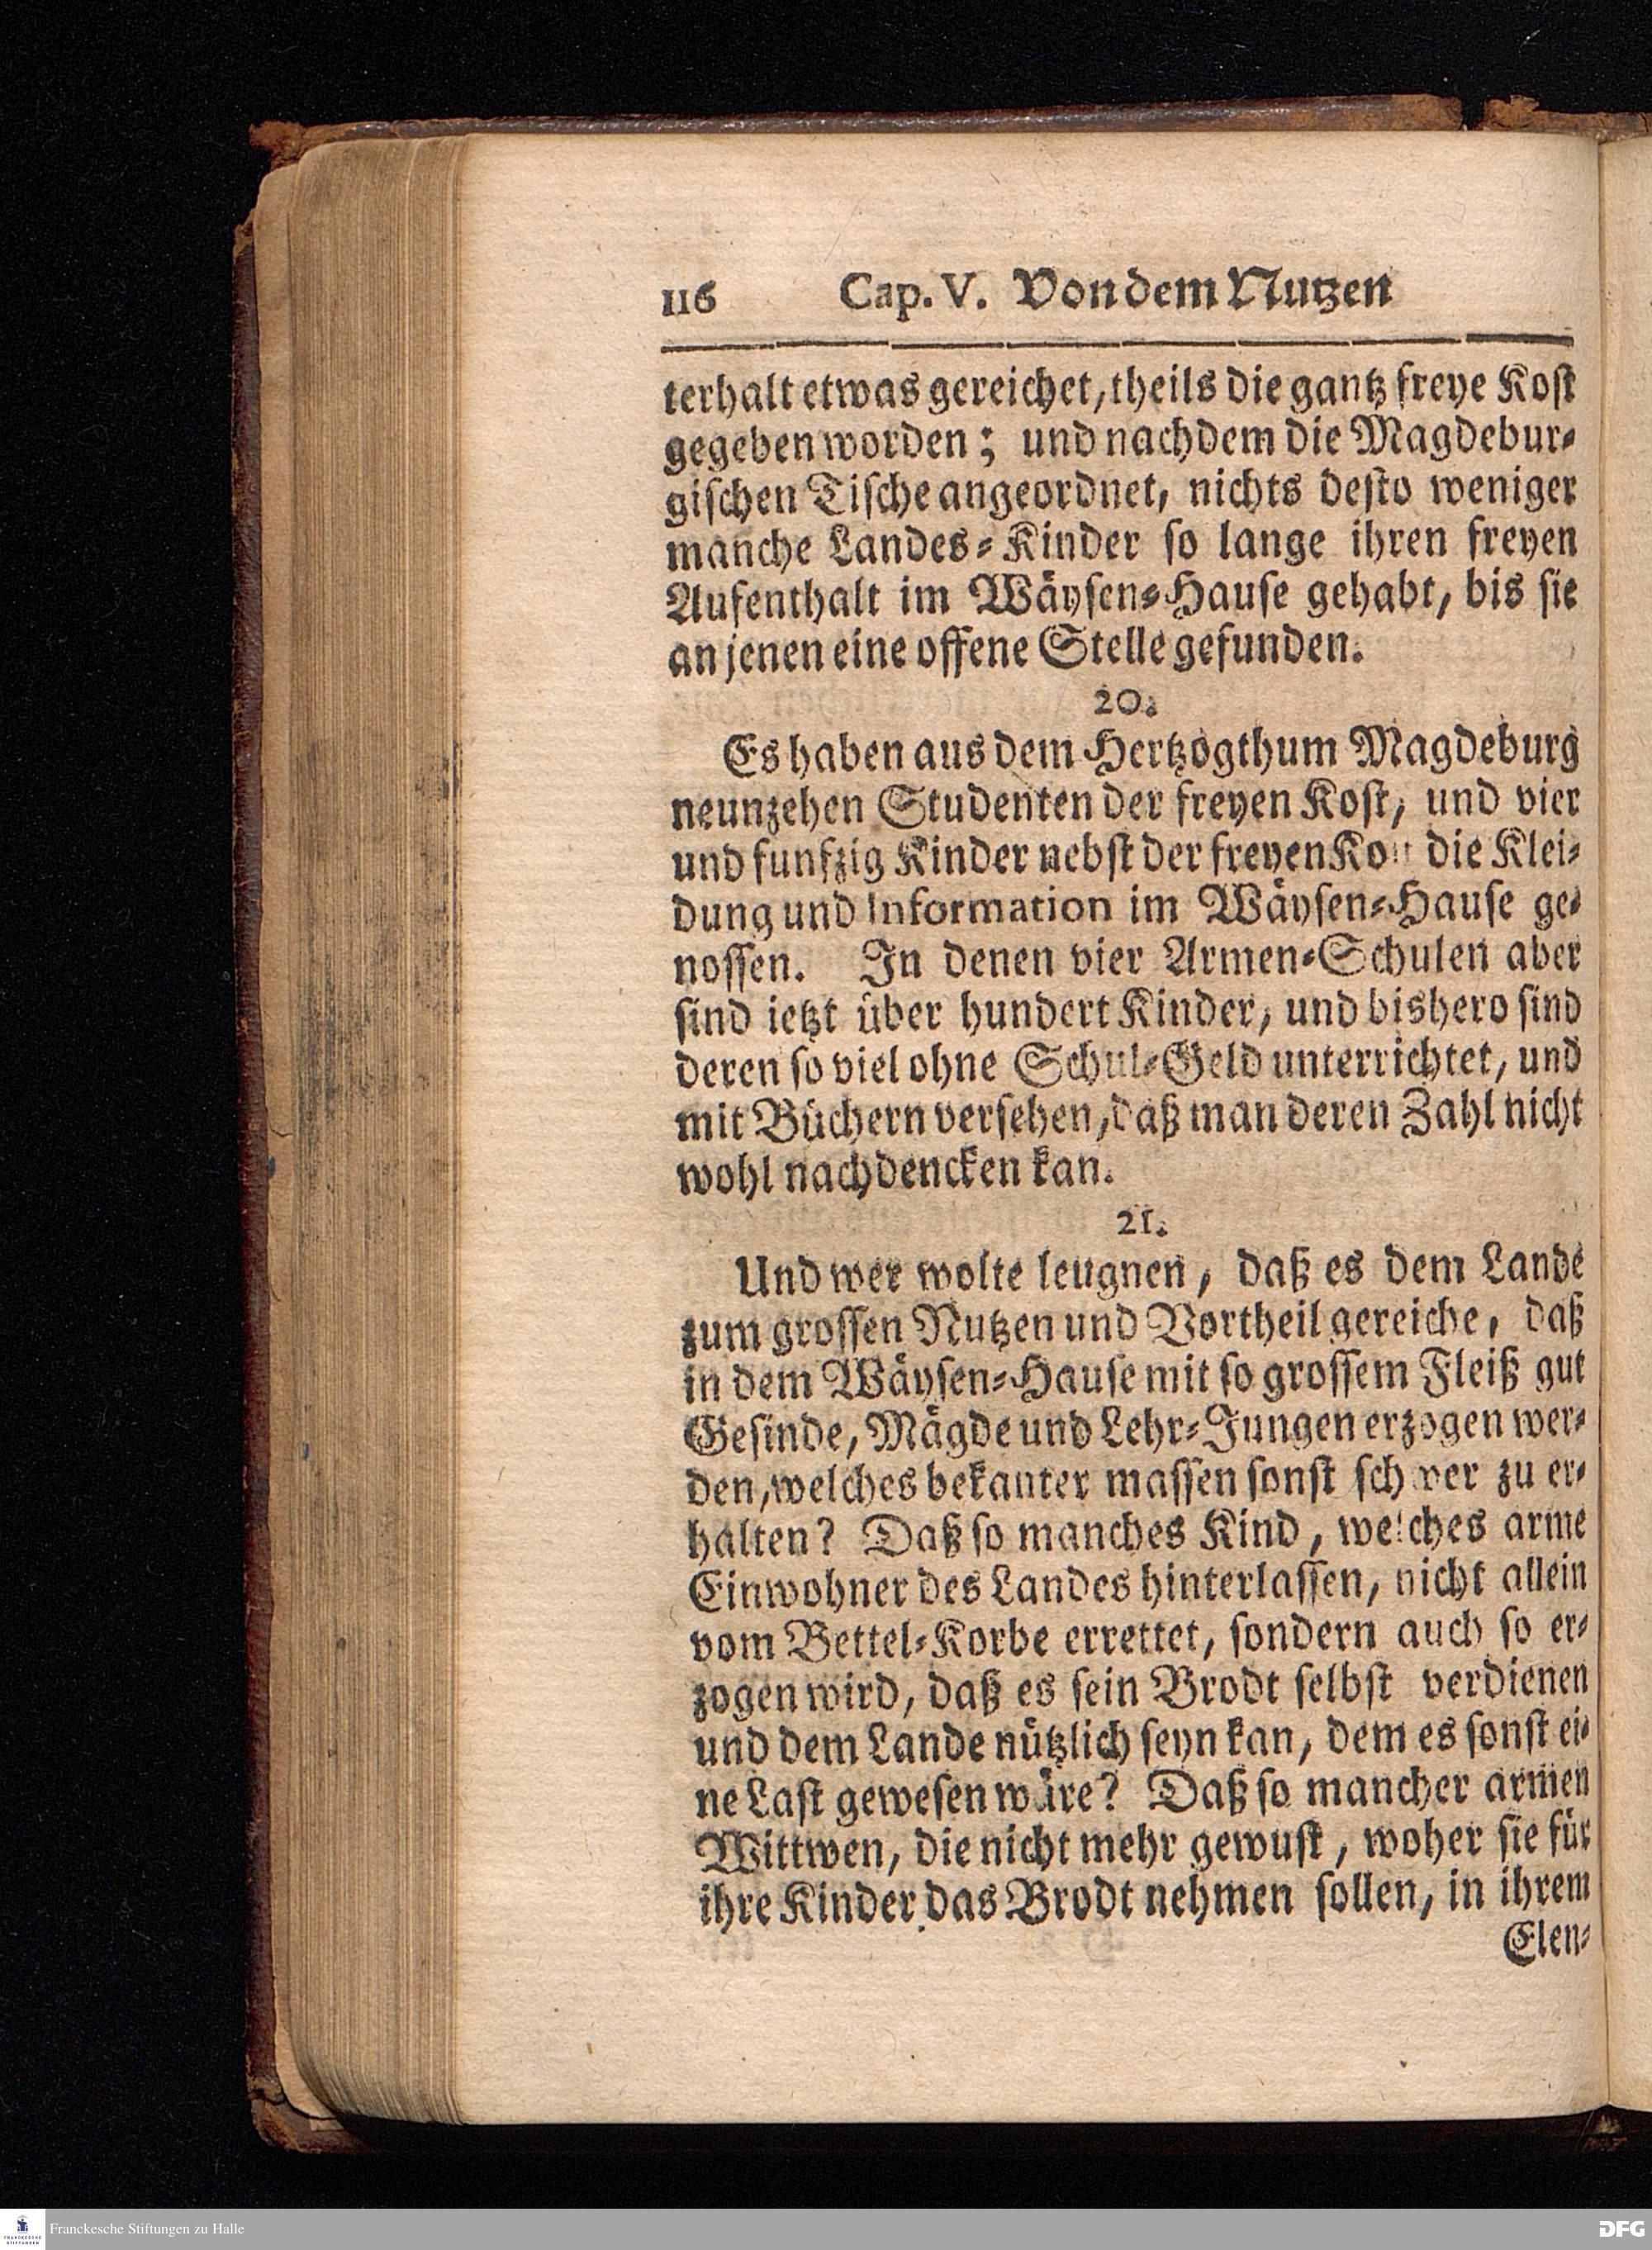 116 Cap. V. Von dem Nutzen
terhalt etwas gereichet, theils die gantz freye Kost
gegeben worden; und nachdem die Magdebur-
gischen Tische angeordnet, nichts desto weniger
manche Landes-Kinder so lange ihren freyen
Aufenthalt im Wäysen-Hause gehabt, bis sie
an jenen eine offene Stelle gefunden.
20.
Es haben aus dem Hertzogthum Magdeburg
neunzehen Studenten der freyen Kost, und vier
und funfzig Kinder nebst der freyen Kost die Klei-
dung und Information im Wäysen-Hause ge-
nossen. In denen vier Armen-Schulen aber
sind ietzt über hundert Kinder, und bishero sind
deren so viel ohne Schul-Geld unterrichtet, und
mit Büchern versehen, daß man deren Zahl nicht
wohl nachdencken kan.
21.
Und wer wolte leugnen, daß es dem Lande
zum grossen Nutzen und Vortheil gereiche, daß
in dem Wäysen-Hause mit so grossem Fleiß gut
Gesinde, Mägde und Lehr-Jungen erzogen wer-
den, welches bekanter massen sonst schwer zu er-
halten? Daß so manches Kind, welches arme
Einwohner des Landes hinterlassen, nicht allein
vom Bettel-Korbe errettet, sondern auch so er-
zogen wird, daß es sein Brodt selbst verdienen
und dem Lande nützlich seyn kan, dem es sonst ei-
ne Last gewesen wäre? Daß so mancher armen
Wittwen, die nicht mehr gewust, woher sie für
ihre Kinder das Brodt nehmen sollen, in ihrem
Elen-
Franckesche Stiftungen zu Halle
DFG